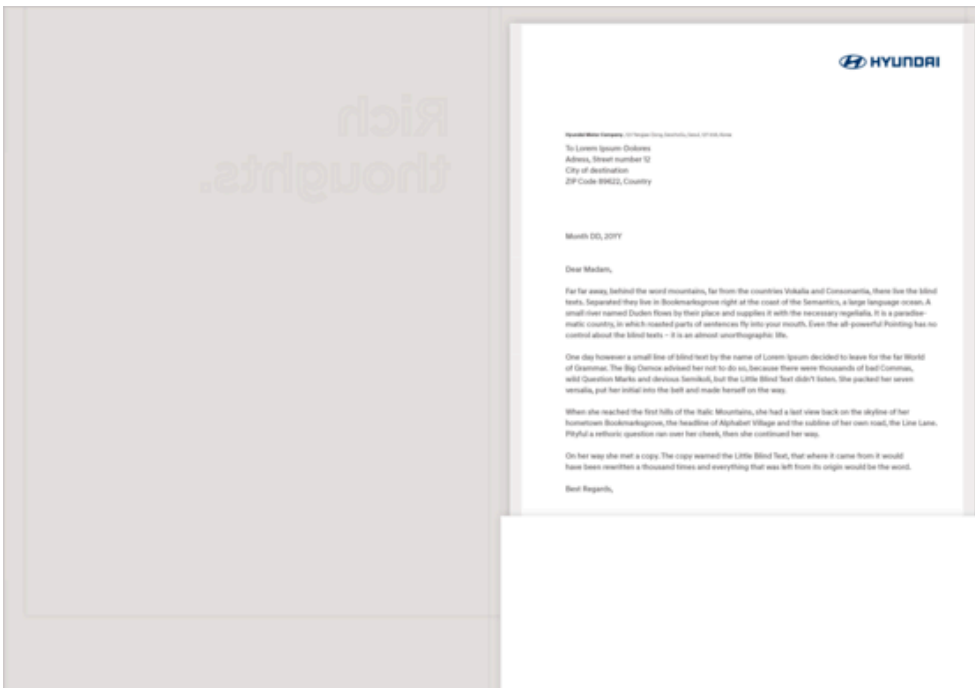 Rich
thoughts.
HYUNDAI
Hyundai Motor Company
To Lorem Ipsum Dolores
Adress, Street number 12
City of destination
ZIP Code 89622, Country
Month DD, 20YY
Dear Madam,
Far far away, behind the word mountains, far from the countries Vokalia and Consonantia, there live the blind
texts. Separated they live in Bookmarksgrove right at the coast of the Semantics, a large language ocean. A
small river named Duden flows by their place and supplies it with the necessary regelialia. It is a paradise-
matic country, in which roasted parts of sentences fly into your mouth. Even the all-powerful Pointing has no
control about the blind texts – it is an almost unorthographic life.
One day however a small line of blind text by the name of Lorem Ipsum decided to leave for the far World
of Grammar. The Big Oxmox advised her not to do so, because there were thousands of bad Commas,
wild Question Marks and devious Semikoli, but the Little Blind Text didn't listen. She packed her seven
versalia, put her initial into the belt and made herself on the way.
When she reached the first hills of the Italic Mountains, she had a last view back on the skyline of her
hometown Bookmarksgrove, the headline of Alphabet Village and the subline of her own road, the Line Lane.
Pityful a rethoric question ran over her cheek, then she continued her way.
On her way she met a copy. The copy warned the Little Blind Text, that where it came from it would
have been rewritten a thousand times and everything that was left from its origin would be the word.
Best Regards,